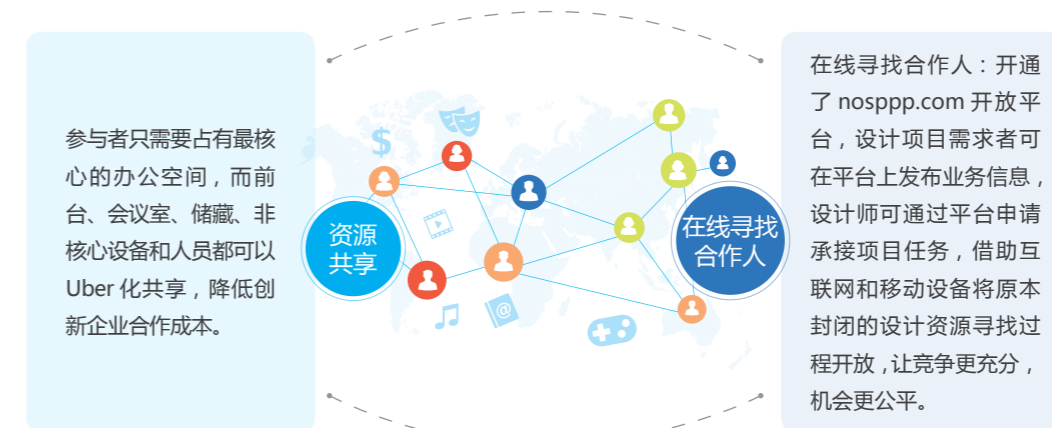 参与者只需要占有最核
心的办公空间，而前
台、会议室、储藏、非
核心设备和人员都可以
Uber 化共享，降低创
新企业合作成本。
资源
共享
$
@
在线寻找
合作人
在线寻找合作人：开通
了 nosppp.com 开放平
台，设计项目需求者可
在平台上发布业务信息，
设计师可通过平台申请
承接项目任务，借助互
联网和移动设备将原本
封闭的设计资源寻找过
程开放，让竞争更充分，
机会更公平。